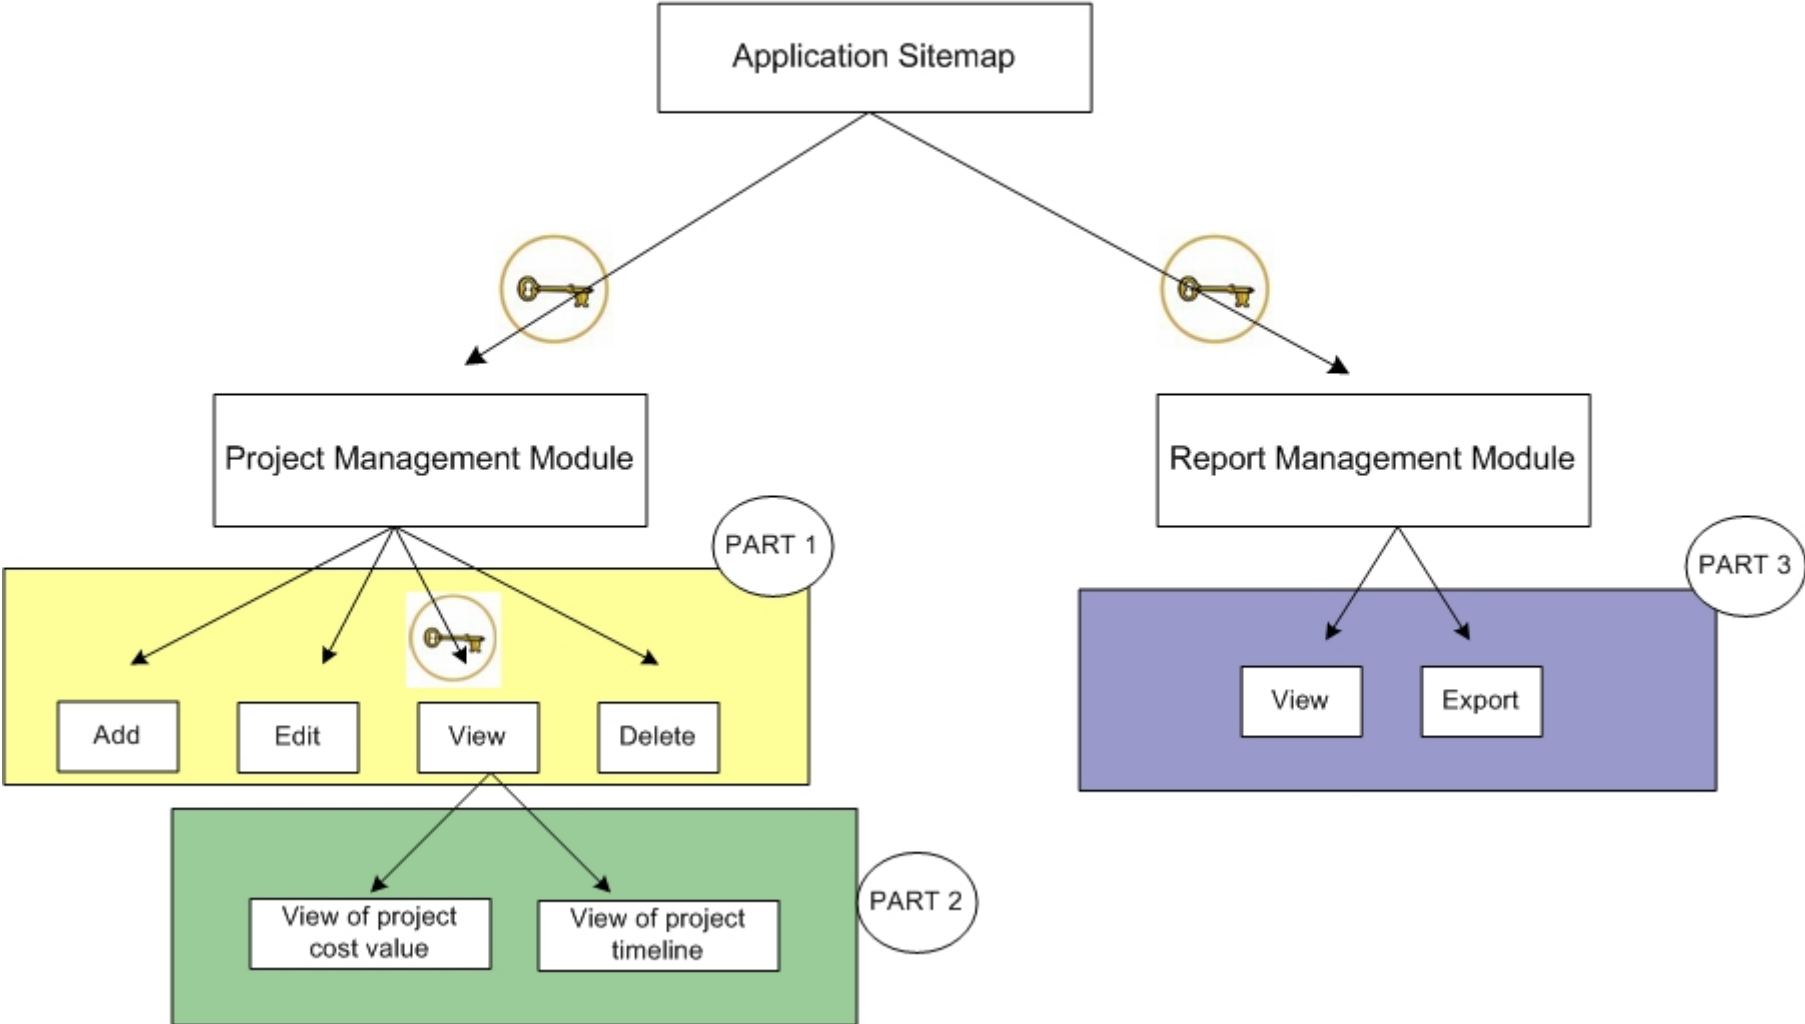 Application Sitemap
Project Management Module
Report Management Module
PART 1
PART 3
Add
Edit
View
Delete
View
Export
View of project
cost value
View of project
timeline
PART 2